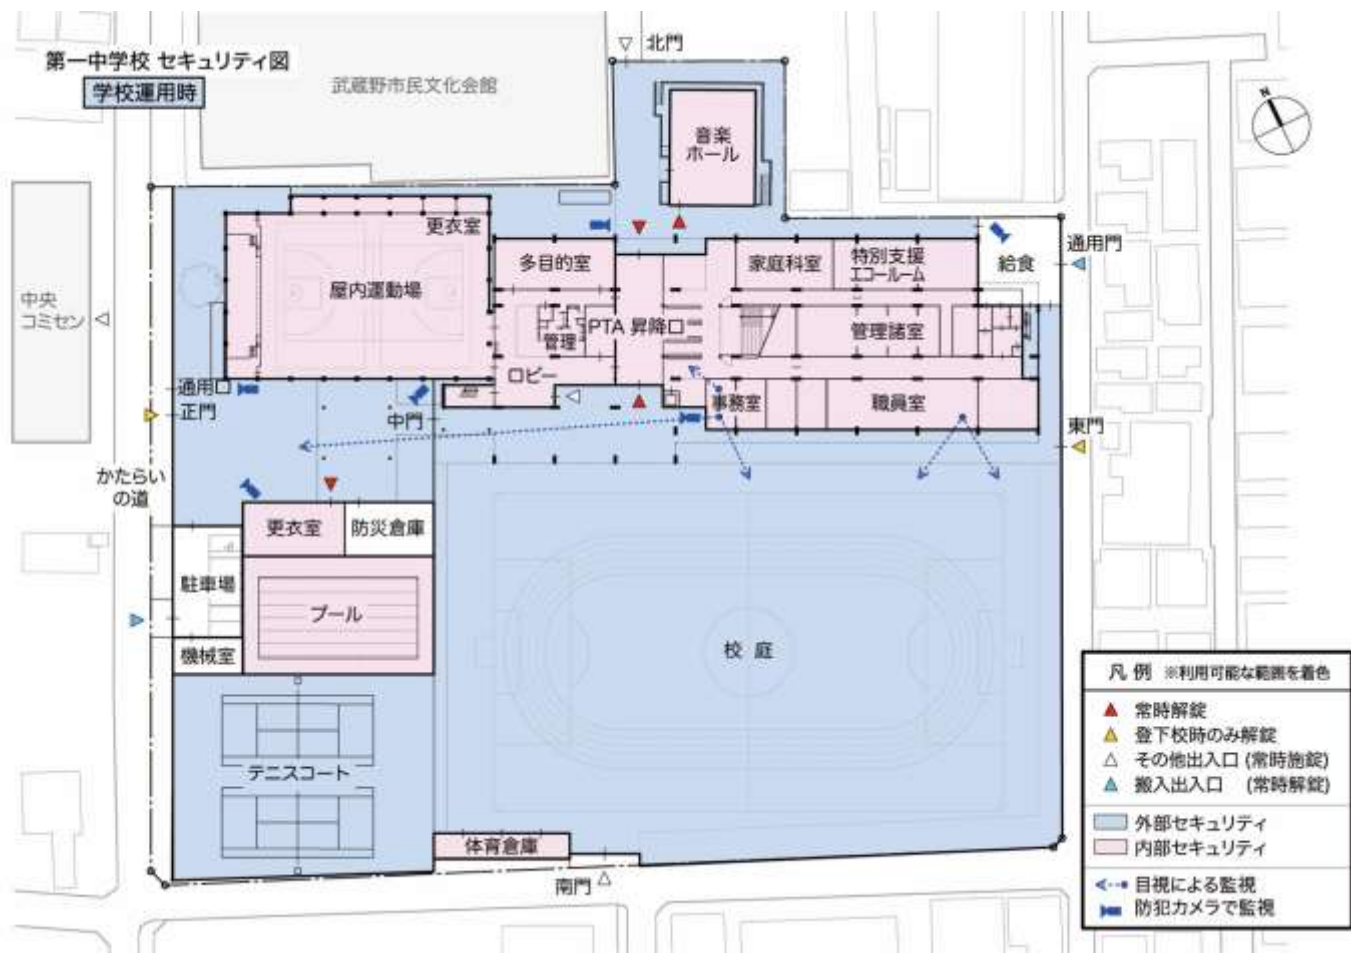 第一中学校 セキュリティ図
学校運用時
武蔵野市民文化会館
北門
N
音楽
ホール
更衣室
屋内運動場
多目的室
家庭科室
特別支援
エコールーム
給食
通用門
中央
コミセン
管理
PTA 昇降口
管理諸室
ロビー
通用口
正門
中門
事務室
職員室
東門
かたらい
の道
更衣室
防災倉庫
駐車場
プール
機械室
校庭
テニスコート
体育倉庫
南門
凡例 ※利用可能な範囲を着色
常時解錠
登下校時のみ解錠
その他出入口 (常時施錠)
搬入出入口 (常時解錠)
外部セキュリティ
内部セキュリティ
目視による監視
防犯カメラで監視